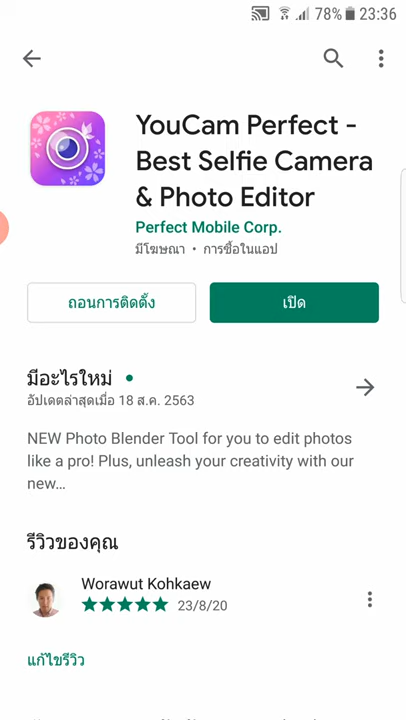 78% 23:36
YouCam Perfect -
Best Selfie Camera
& Photo Editor
Perfect Mobile Corp.
มีโฆษณา • การซื้อในแอป
ถอนการติดตั้ง
เปิด
มีอะไรใหม่ •
อัปเดตล่าสุดเมื่อ 18 ส.ค. 2563
NEW Photo Blender Tool for you to edit photos
like a pro! Plus, unleash your creativity with our
new...
รีวิวของคุณ
Worawut Kohkaew
23/8/20
แก้ไขรีวิว